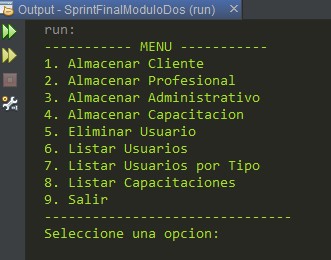 Output - SprintFinalModuloDos (run)
run:
----------- MENU -----------
1. Almacenar Cliente
2. Almacenar Profesional
3. Almacenar Administrativo
4. Almacenar Capacitacion
5. Eliminar Usuario
6. Listar Usuarios
7. Listar Usuarios por Tipo
8. Listar Capacitaciones
9. Salir
-------------------------------
Seleccione una opcion: